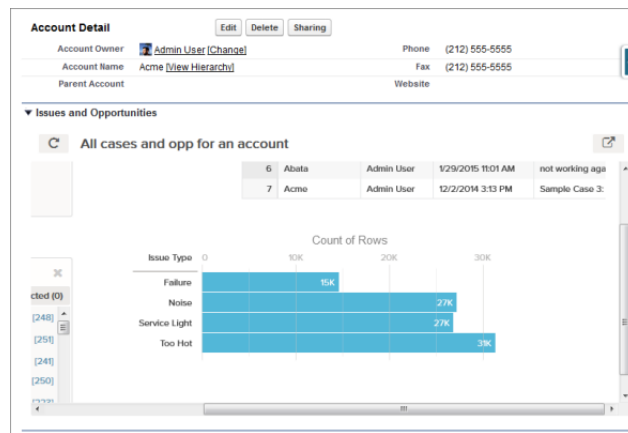 Account Detail Edit Delete Sharing
Account Owner Admin User [Change] Phone (212) 555-5555
Account Name Acme [View Hierarchy] Fax (212) 555-5555
Parent Account Website
Issues and Opportunities
All cases and opp for an account
6 Abata Admin User 1/29/2015 11:01 AM not working aga
7 Acme Admin User 12/2/2014 3:13 PM Sample Case 3:
Count of Rows
Issue Type 0 10K 20K 30K
cted (0)
Failure 15K
[248]
Noise 27K
[251]
Service Light 27K
Too Hot 31K
[241]
[250]